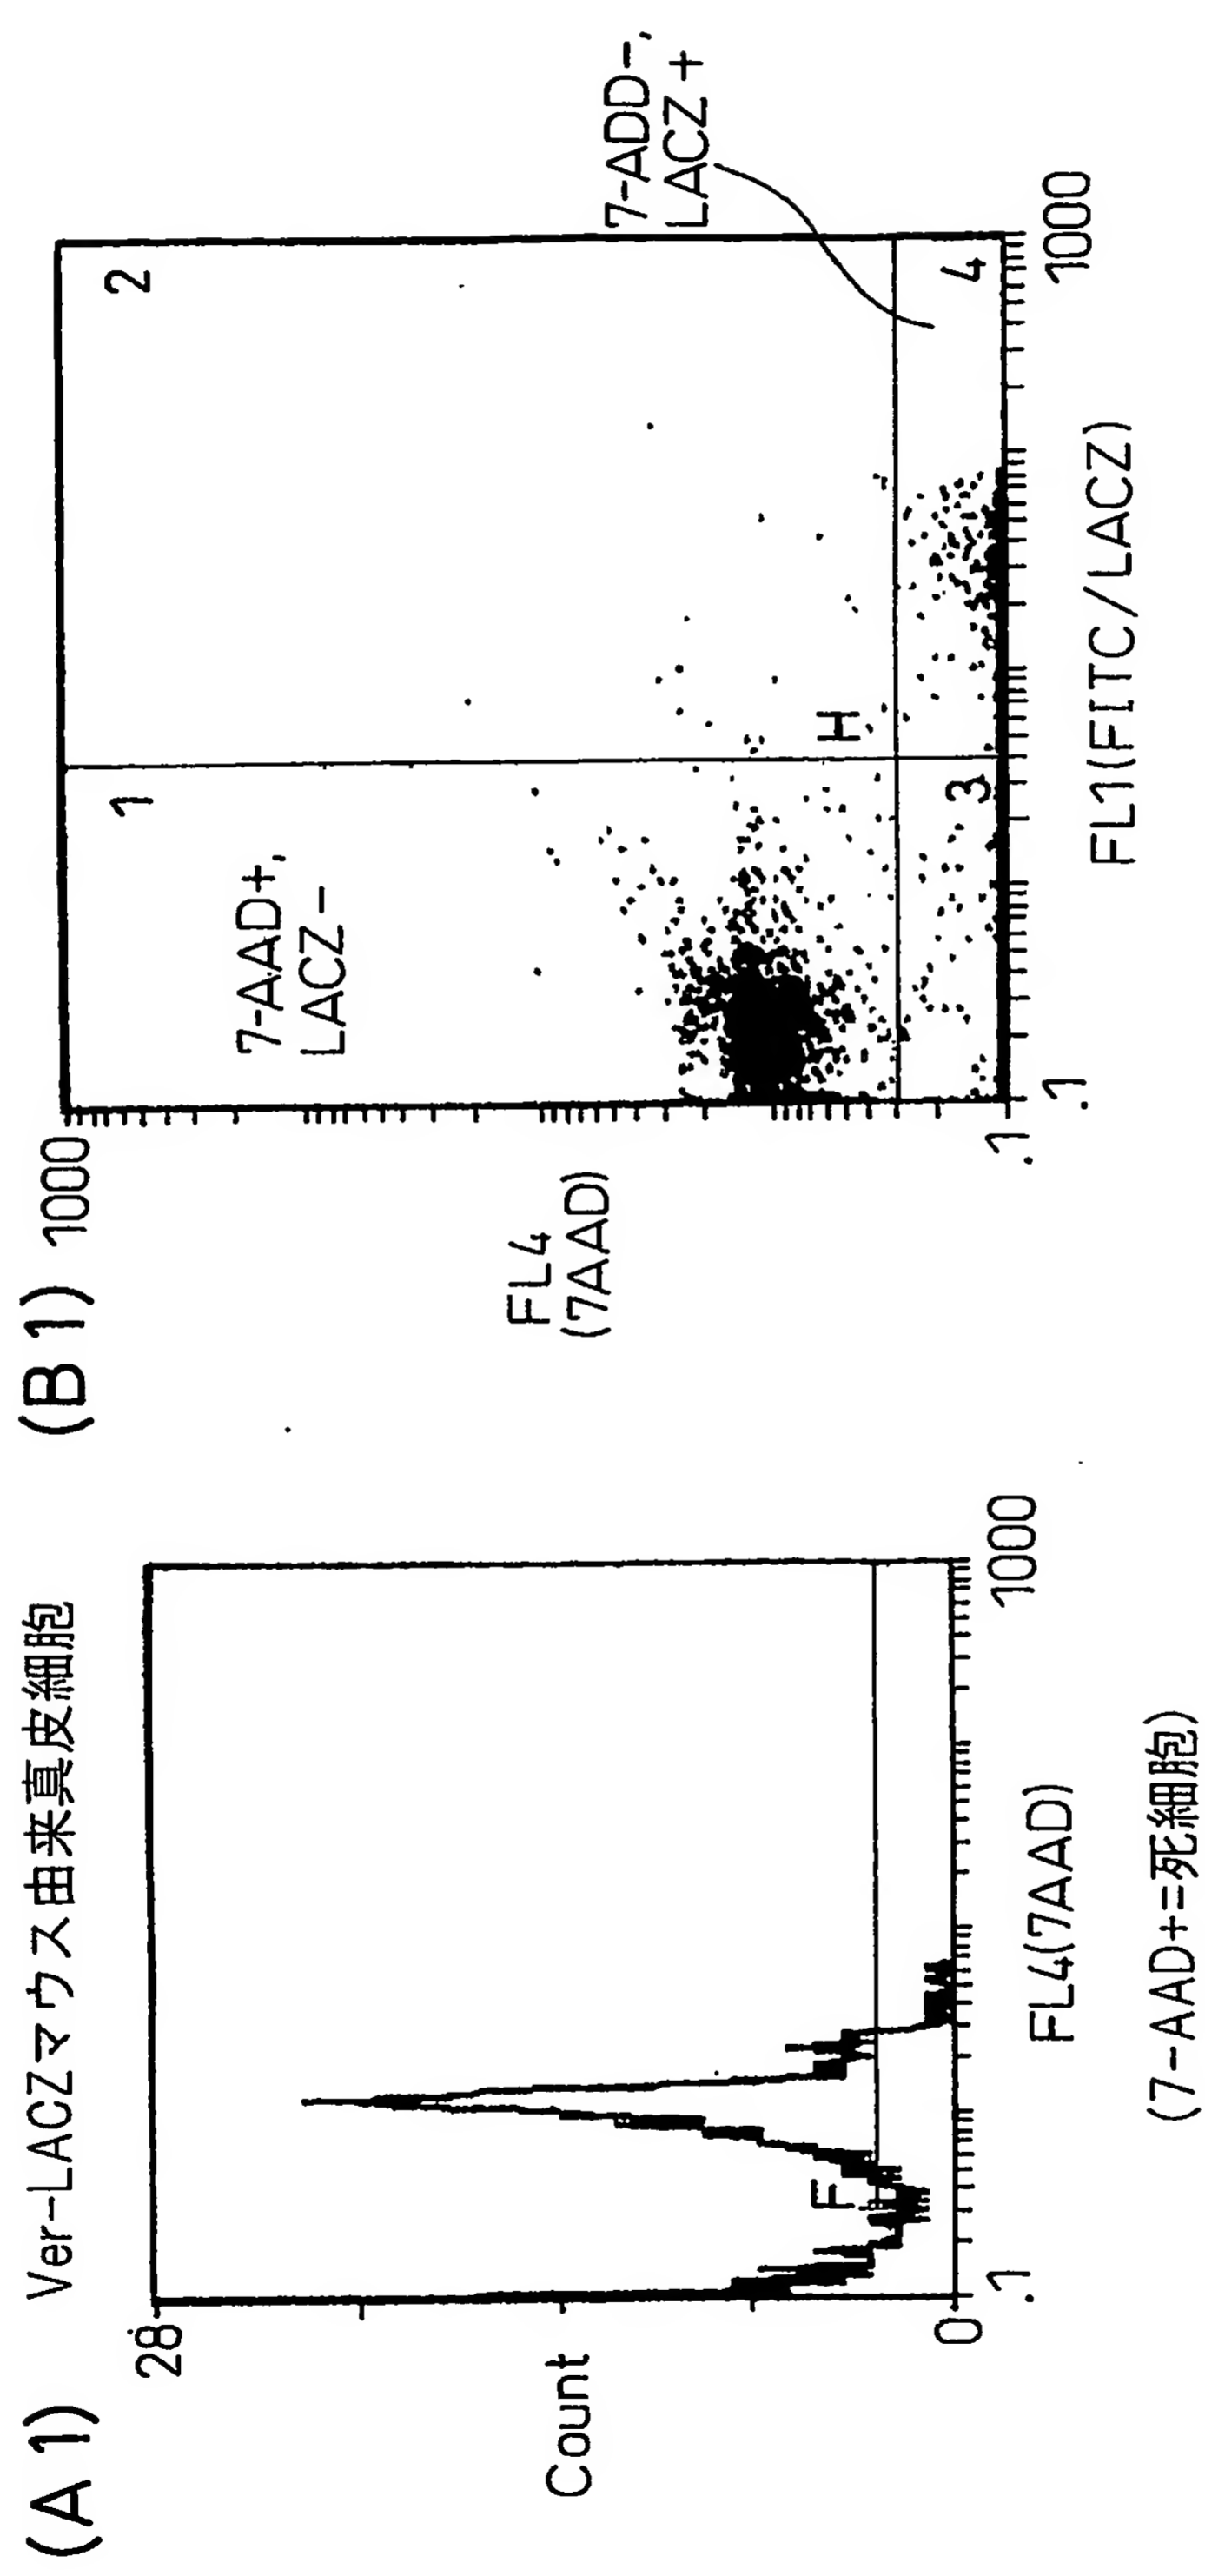 (A1)
Ver-LACZマウス由来真皮細胞
28
Count
0
F
.1
1000
FL4(7AAD)
(7-AAD+=死細胞)
(B1)
1000
1
2
7-AAD+,
LACZ-
FL4
(7AAD)
H
3
4
.1
.1
1000
FL1(FITC/LACZ)
7-ADD-,
LACZ+